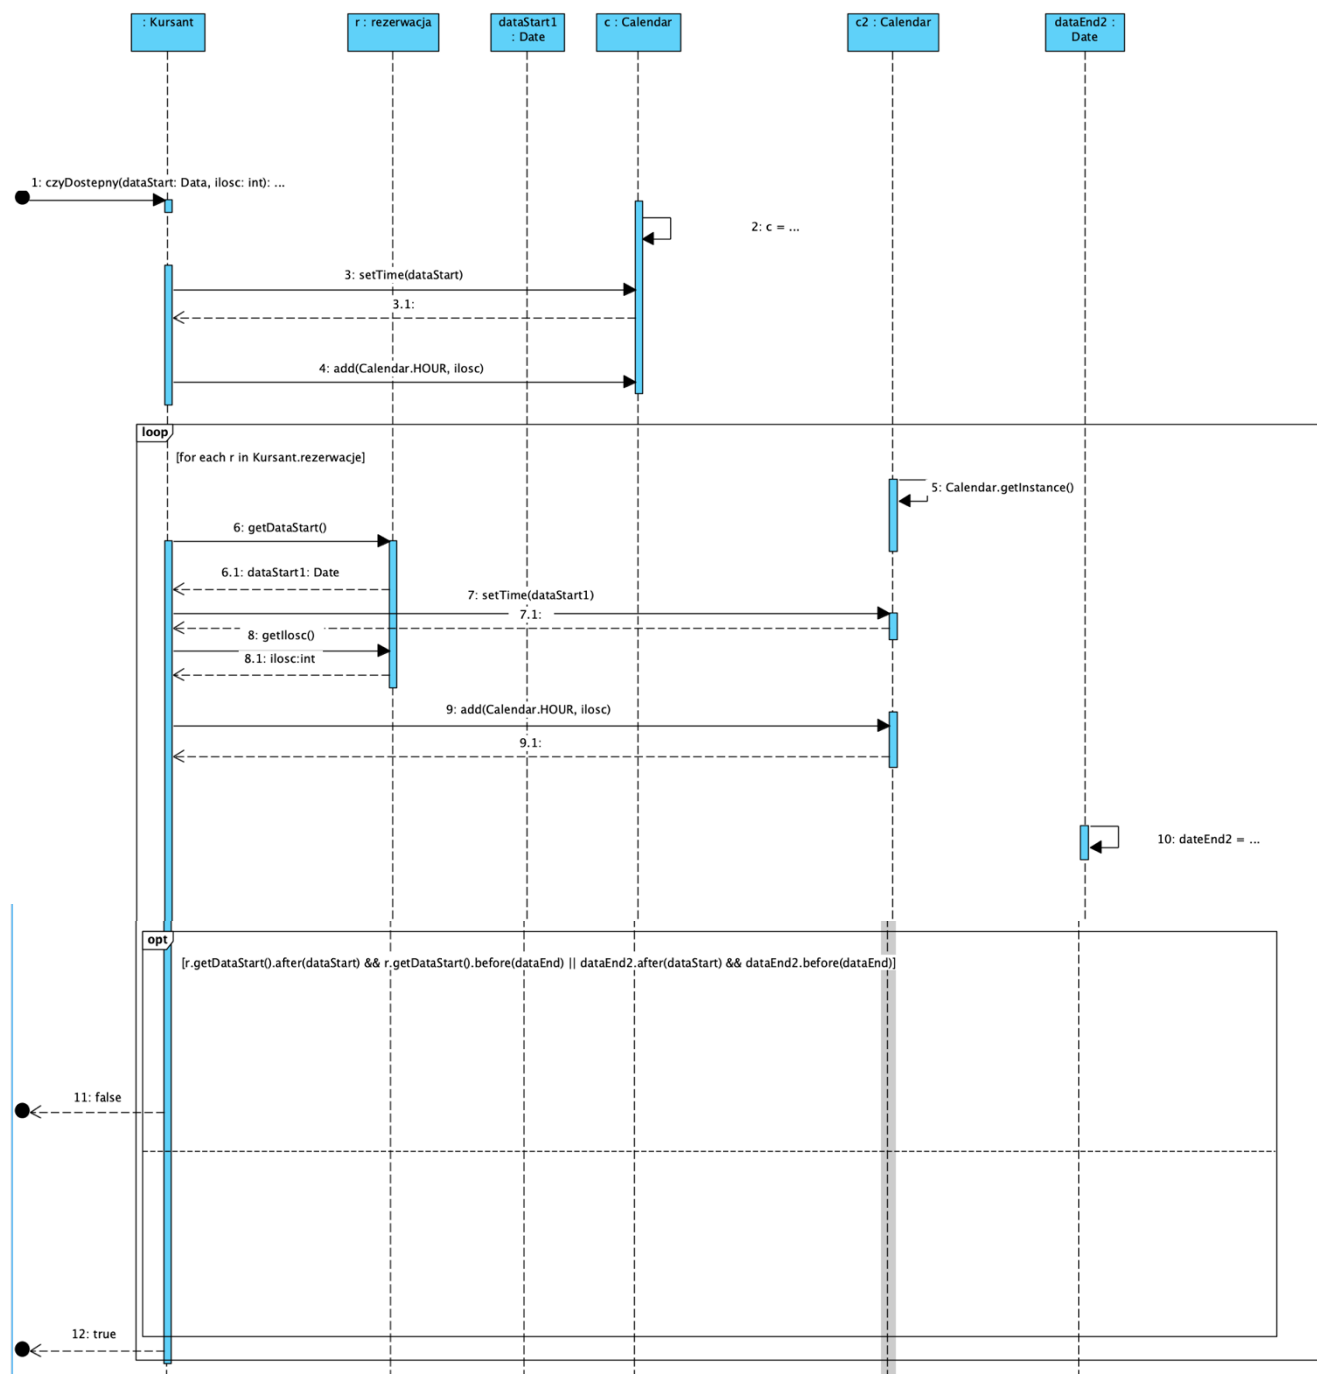 : Kursant
r : rezerwacja
dataStart1
: Date
c : Calendar
c2 : Calendar
dataEnd2 :
Date
1: czyDostepny(dataStart: Data, ilosc: int): ...
2: c = ...
3: setTime(dataStart)
3.1:
4: add(Calendar.HOUR, ilosc)
loop
[for each r in Kursant.rezerwacje]
5: Calendar.getInstance()
6: getDataStart()
6.1: dataStart1: Date
7: setTime(dataStart1)
7.1:
8: getIlosc()
8.1: ilosc:int
9: add(Calendar.HOUR, ilosc)
9.1:
10: dateEnd2 = ...
opt
[r.getDataStart().after(dataStart) && r.getDataStart().before(dataEnd) || dataEnd2.after(dataStart) && dataEnd2.before(dataEnd)]
11: false
12: true